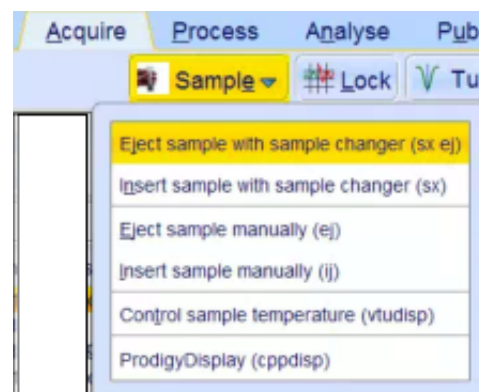 Acquire Process Analyse Pub
Sample Lock Tu
Eject sample with sample changer (sx ej)
Insert sample with sample changer (sx)
Eject sample manually (ej)
Insert sample manually (ij)
Control sample temperature (vtudisp)
ProdigyDisplay (cppdisp)